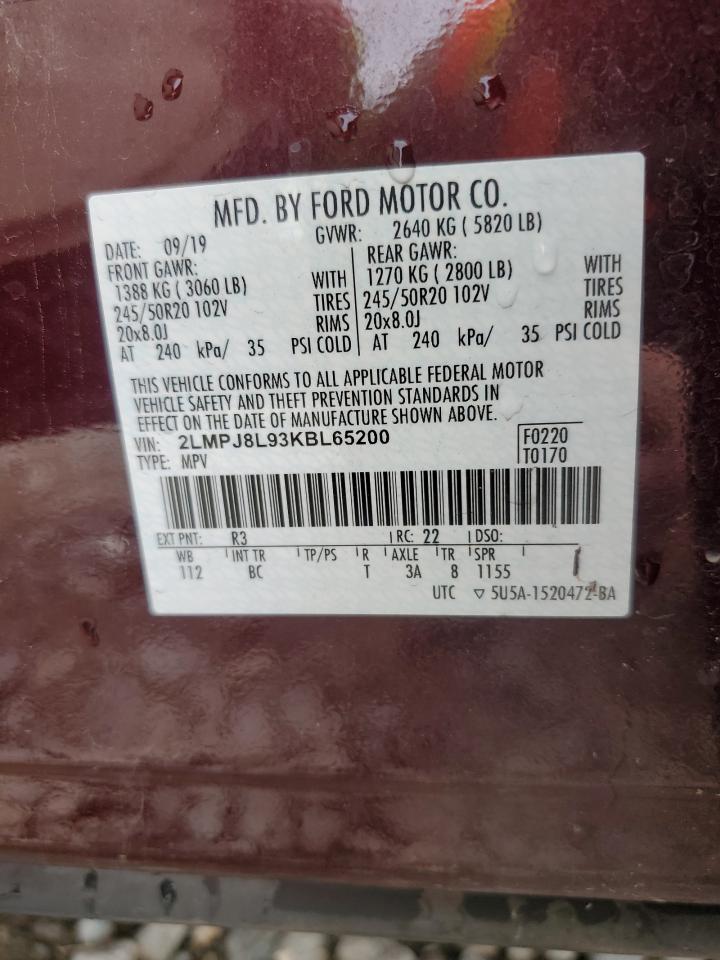 MFD. BY FORD MOTOR CO.
DATE: 09/19 GVWR: 2640 KG ( 5820 LB)
FRONT GAWR: REAR GAWR:
1388 KG ( 3060 LB) WITH 1270 KG ( 2800 LB) WITH
245/50R20 102V TIRES 245/50R20 102V TIRES
20x8.0J RIMS 20x8.0J RIMS
AT 240 kPa/ 35 PSI COLD AT 240 kPa/ 35 PSI COLD
THIS VEHICLE CONFORMS TO ALL APPLICABLE FEDERAL MOTOR
VEHICLE SAFETY AND THEFT PREVENTION STANDARDS IN
EFFECT ON THE DATE OF MANUFACTURE SHOWN ABOVE.
VIN: 2LMPJ8L93KBL65200 F0220
TYPE: MPV T0170
EXT PNT: R3 RC: 22 DSO:
WB INT TR TP/PS R AXLE TR SPR
112 BC T 3A 8 1155
UTC ▽ 5U5A-1520472-BA